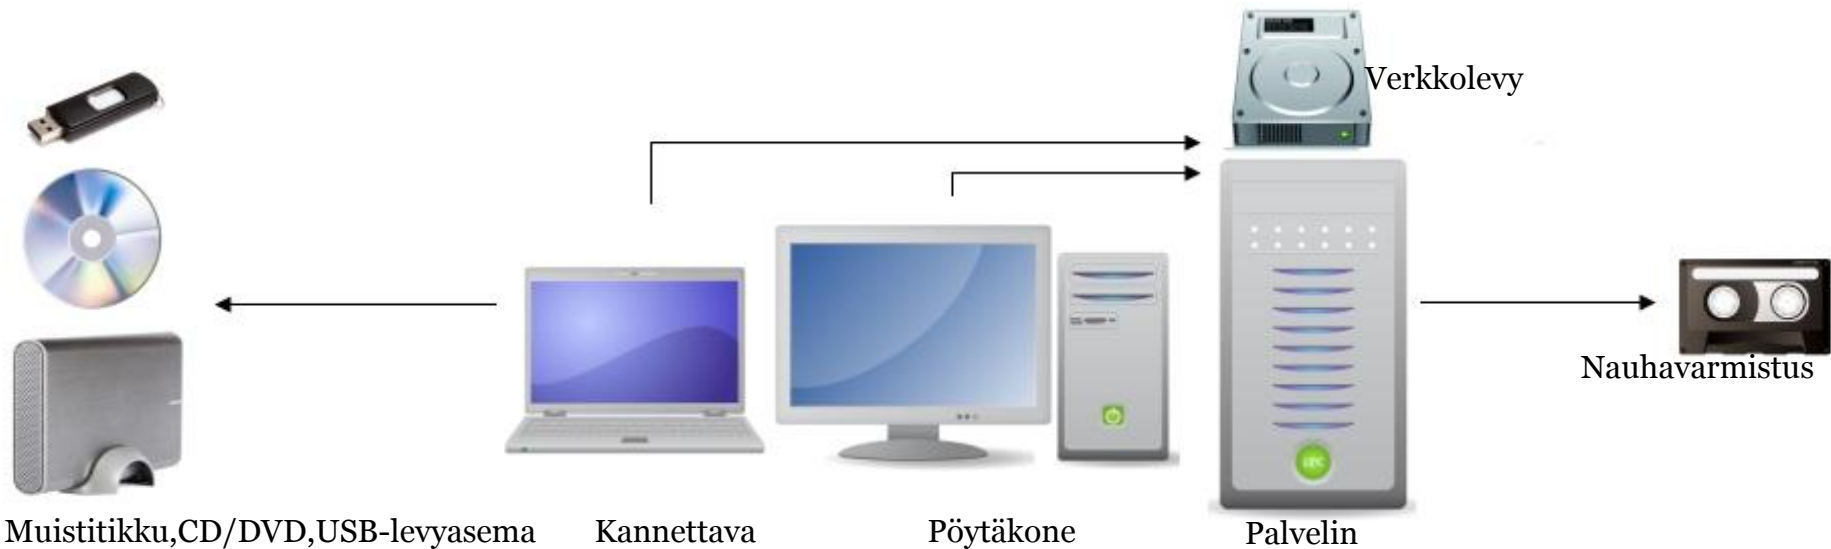 Verkkolevy
Nauhavarmistus
Muistitikku,CD/DVD,USB-levyasema
Kannettava
Pöytäkone
Palvelin